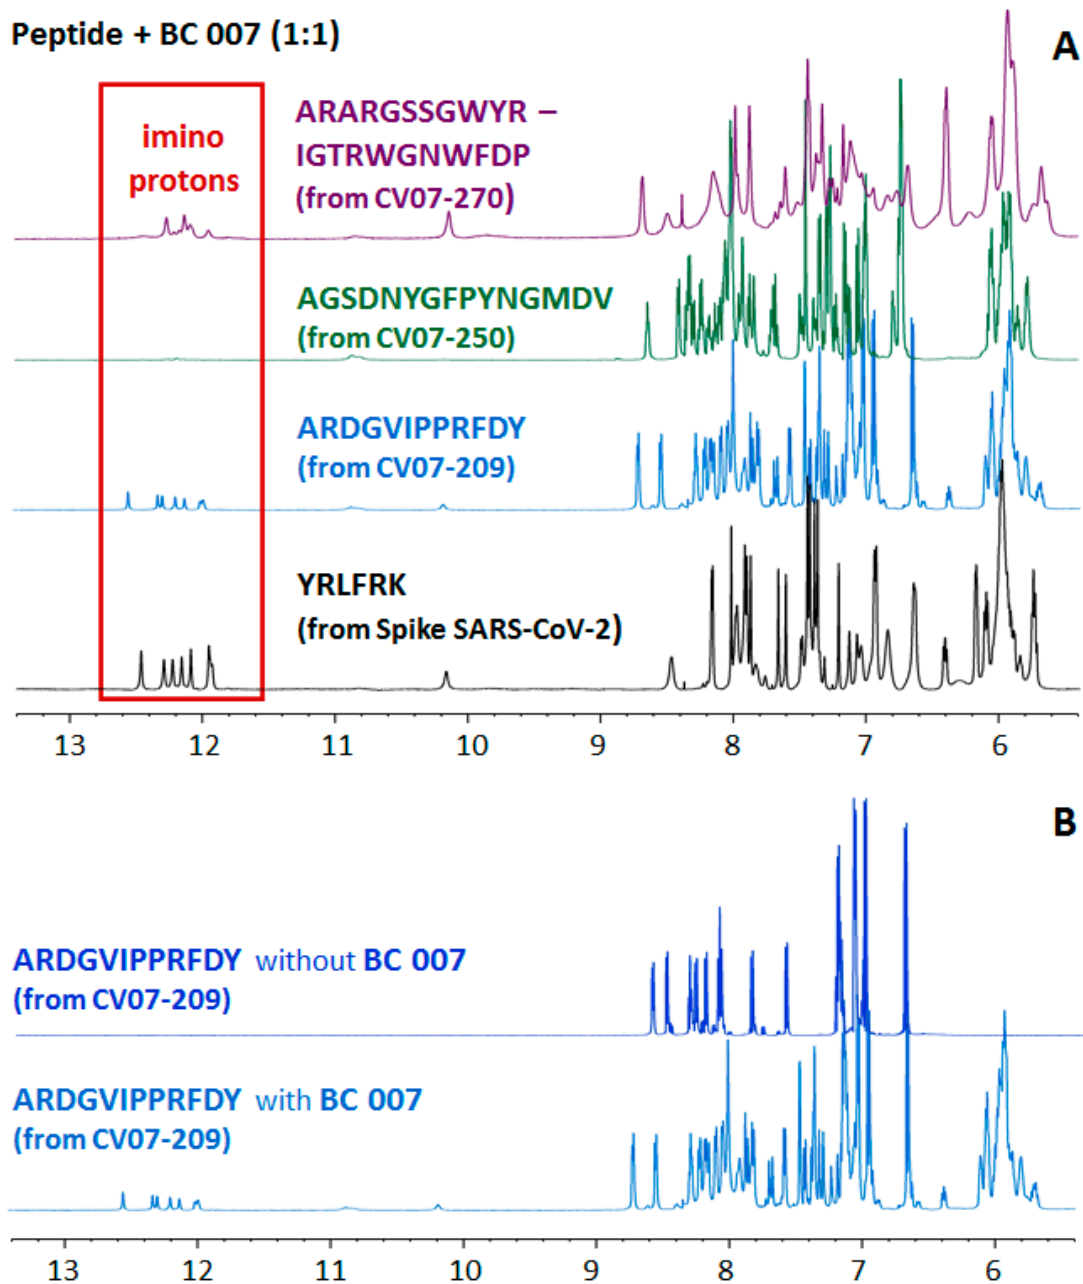 Peptide + BC 007 (1:1)
A
imino
protons
ARARGSSGWYR –
IGTRWGNWFDP
(from CV07-270)
AGSDNYGFPYNGMDV
(from CV07-250)
ARDGVIPPRFDY
(from CV07-209)
YRLFRK
(from Spike SARS-CoV-2)
13 12 11 10 9 8 7 6
B
ARDGVIPPRFDY without BC 007
(from CV07-209)
ARDGVIPPRFDY with BC 007
(from CV07-209)
13 12 11 10 9 8 7 6